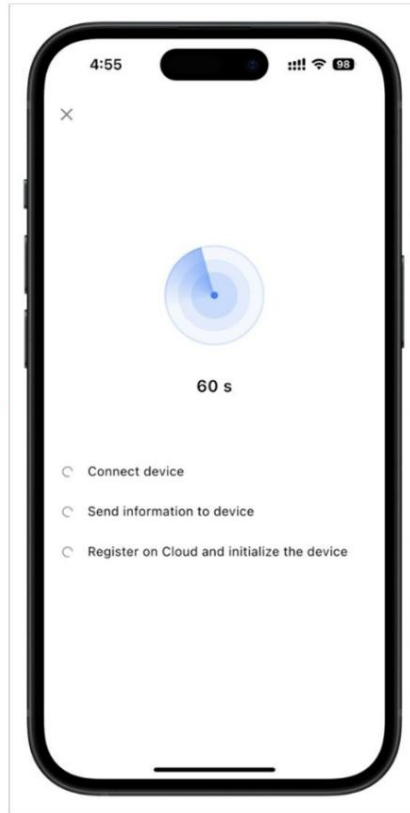 4:55
98
60 s
Connect device
Send information to device
Register on Cloud and initialize the device